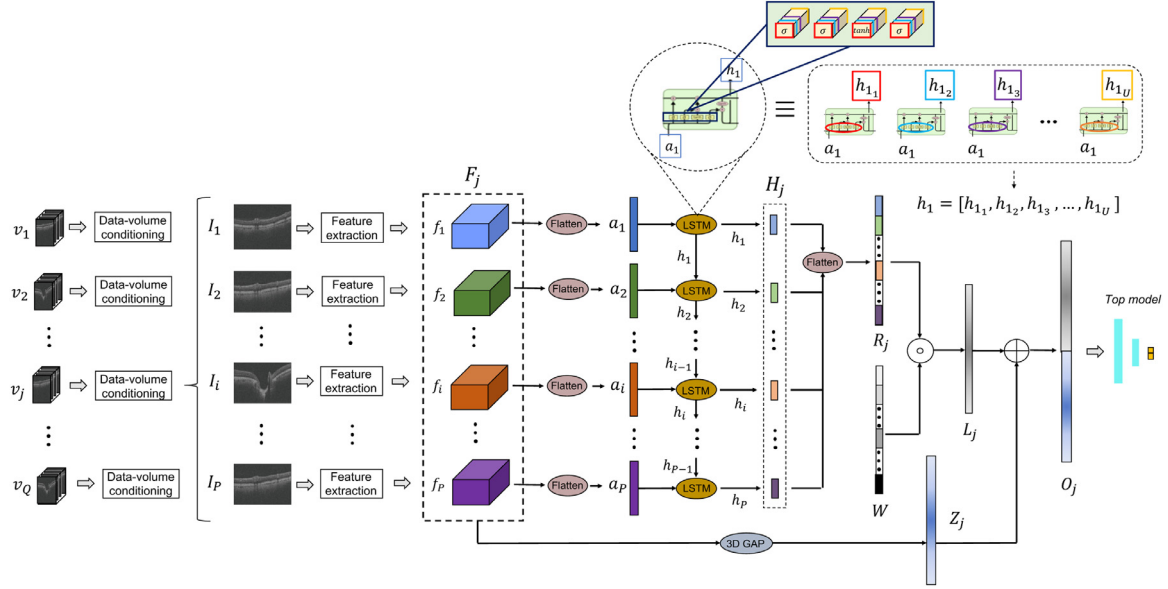 σ σ tanh σ
h₁
a₁
≡
h₁₁ h₁₂ h₁₃ h₁U
...
a₁ a₁ a₁ a₁
h₁ = [h₁₁, h₁₂, h₁₃, ..., h₁U]
Fⱼ
Hⱼ
v₁
Data-volume
conditioning
I₁
Feature
extraction
f₁
Flatten
a₁
LSTM
h₁
h₁
Flatten
v₂
Data-volume
conditioning
I₂
Feature
extraction
f₂
Flatten
a₂
LSTM
h₂
h₂
Top model
Rⱼ
hᵢ₋₁
vⱼ
Data-volume
conditioning
Iᵢ
Feature
extraction
fᵢ
Flatten
aᵢ
LSTM
hᵢ
hᵢ
Lⱼ
hP₋₁
vQ
Data-volume
conditioning
IP
Feature
extraction
fP
Flatten
aP
LSTM
hP
W
Zⱼ
Oⱼ
3D GAP